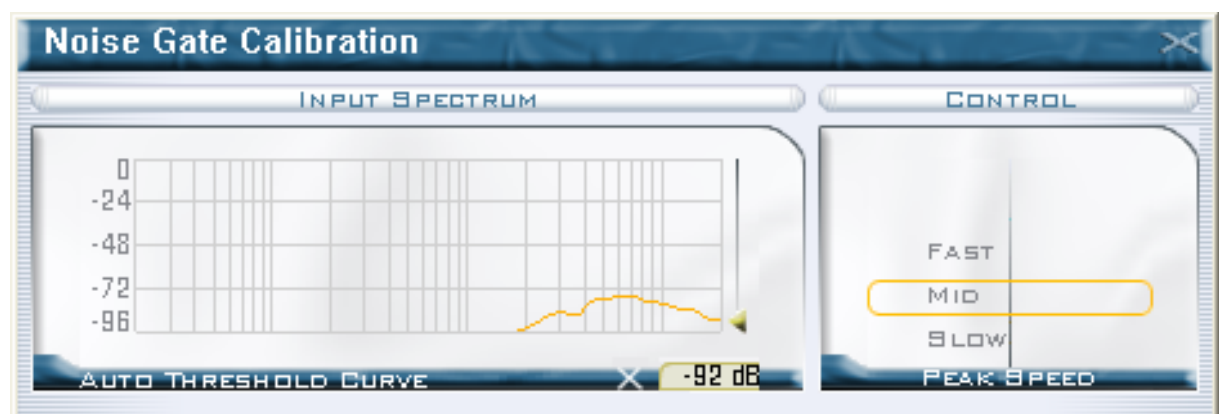 Noise Gate Calibration
INPUT SPECTRUM
CONTROL
0
-24
-48
-72
-96
FAST
MID
SLOW
AUTO THRESHOLD CURVE
-92 dB
PEAK SPEED